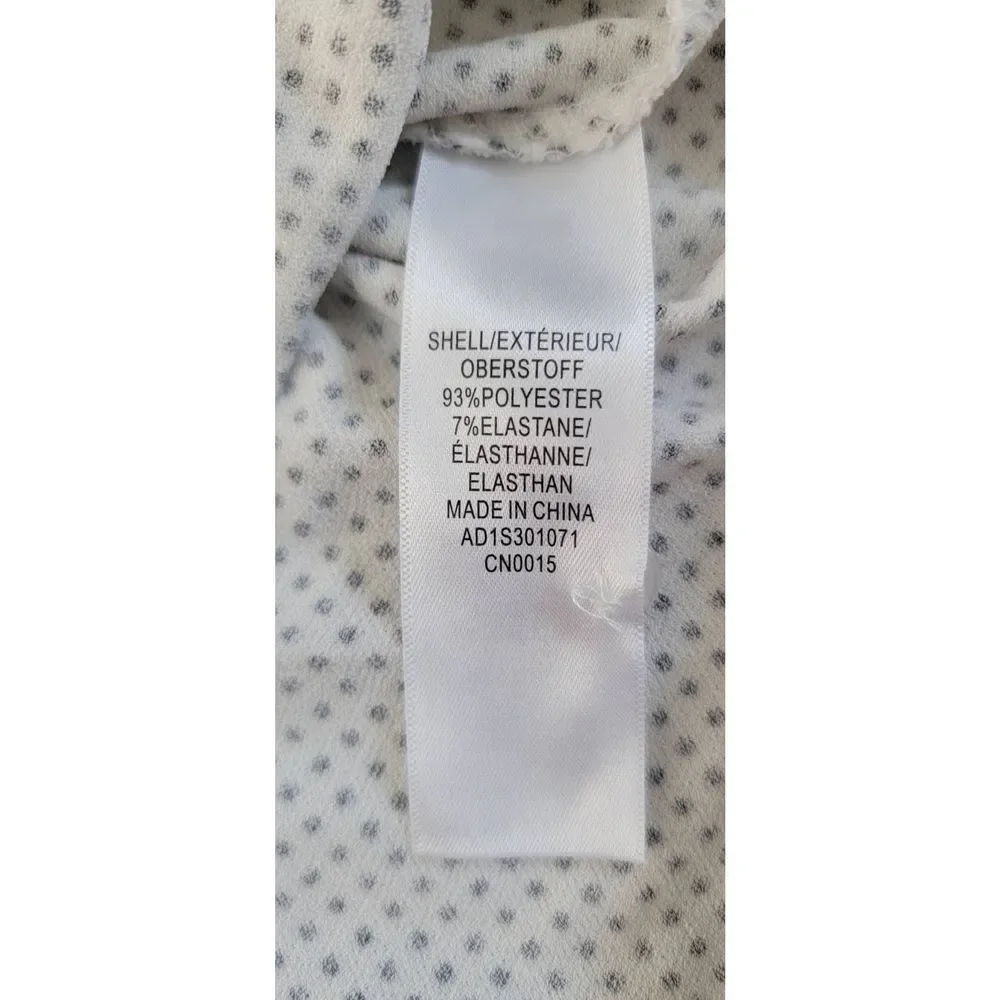 SHELL/EXTÉRIEUR/
OBERSTOFF
93%POLYESTER
7%ELASTANE/
ÉLASTHANNE/
ELASTHAN
MADE IN CHINA
AD1S301071
CN0015